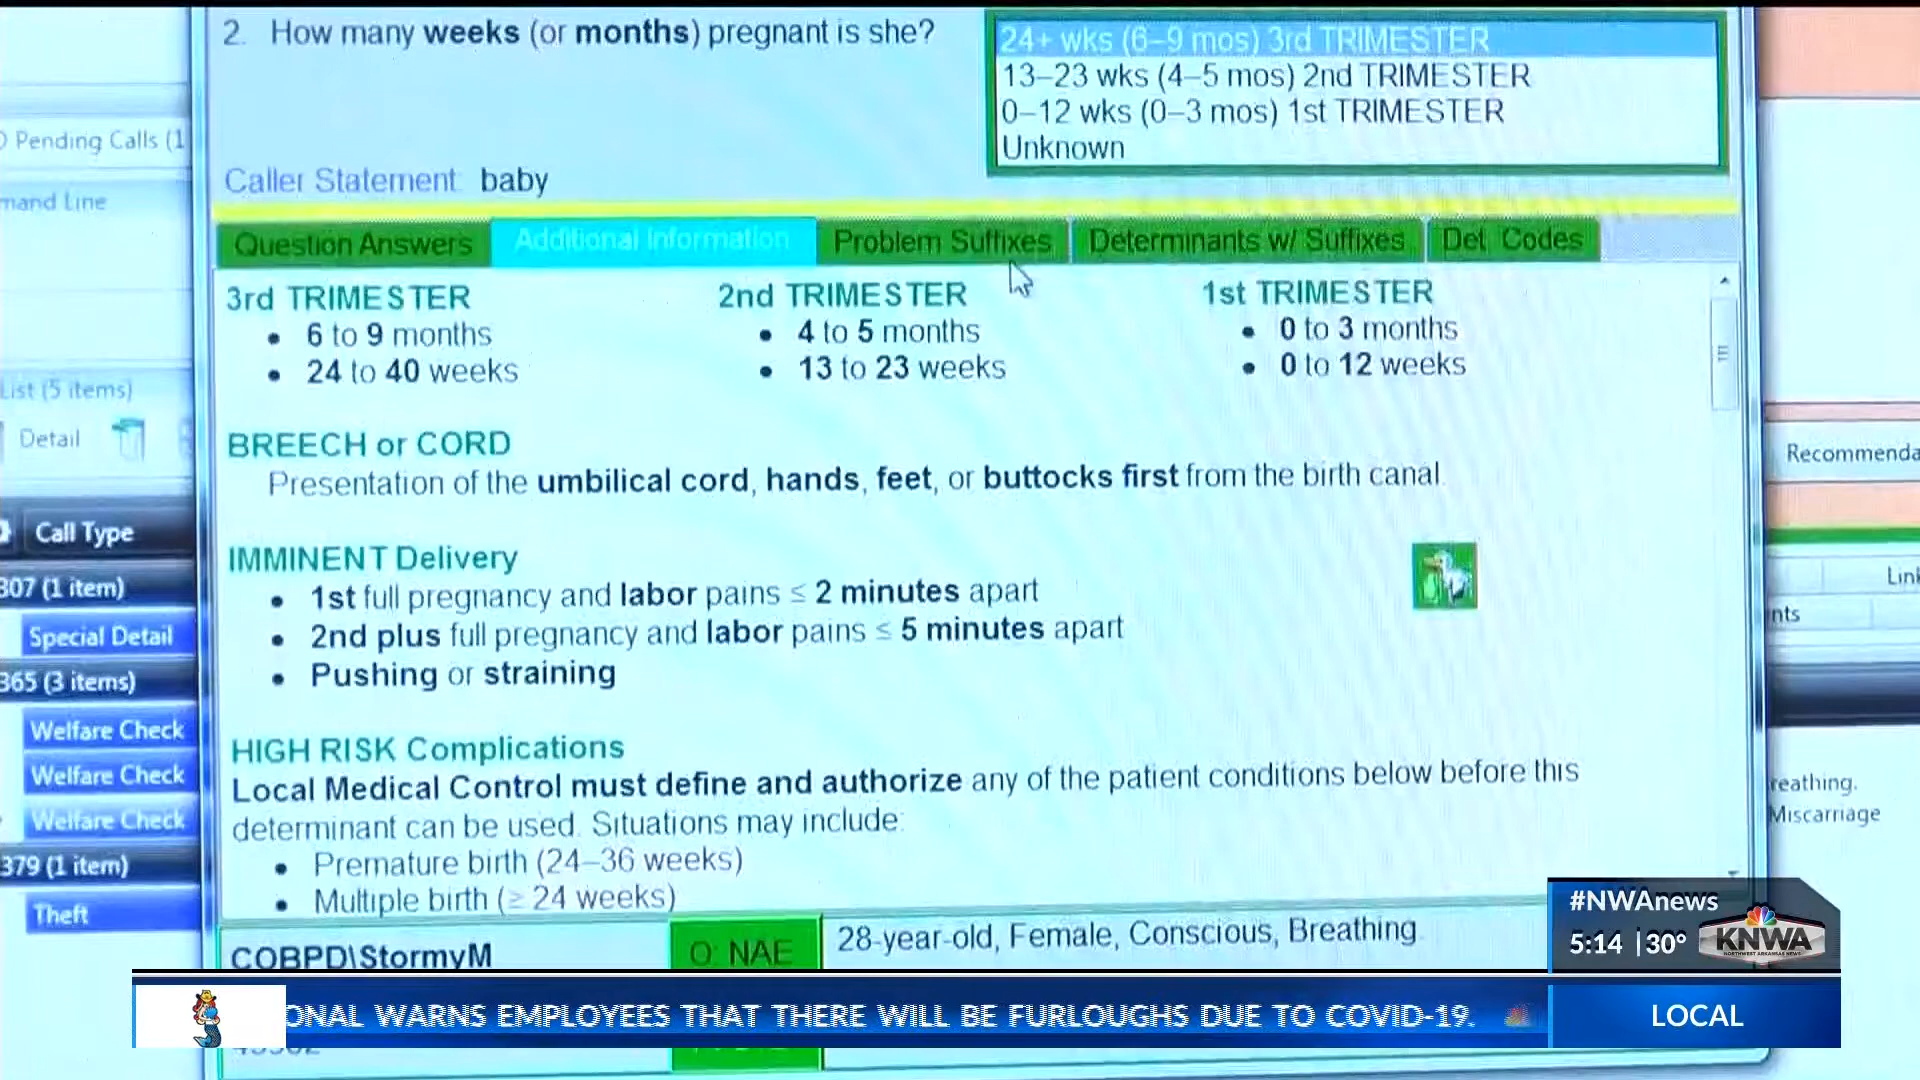 2. How many weeks (or months) pregnant is she?
24+ wks (6–9 mos) 3rd TRIMESTER
13–23 wks (4–5 mos) 2nd TRIMESTER
0–12 wks (0–3 mos) 1st TRIMESTER
Unknown
Pending Calls (1
Caller Statement: baby
mand Line
Question Answers
Additional Information
Problem Suffixes
Determinants w/ Suffixes
Det Codes
3rd TRIMESTER
• 6 to 9 months
• 24 to 40 weeks
2nd TRIMESTER
• 4 to 5 months
• 13 to 23 weeks
1st TRIMESTER
• 0 to 3 months
• 0 to 12 weeks
List (5 items)
Detail
BREECH or CORD
Presentation of the umbilical cord, hands, feet, or buttocks first from the birth canal.
Recommenda
Call Type
IMMINENT Delivery
• 1st full pregnancy and labor pains ≤ 2 minutes apart
• 2nd plus full pregnancy and labor pains ≤ 5 minutes apart
• Pushing or straining
307 (1 item)
Special Detail
365 (3 items)
Welfare Check
Welfare Check
Welfare Check
379 (1 item)
Theft
Link
nts
HIGH RISK Complications
Local Medical Control must define and authorize any of the patient conditions below before this
determinant can be used. Situations may include:
• Premature birth (24–36 weeks)
• Multiple birth (≥ 24 weeks)
reathing.
Miscarriage
COBPD\StormyM
O: NAE
28-year-old, Female, Conscious, Breathing.
#NWAnews
5:14 | 30°
KNWA
NORTHWEST ARKANSAS NEWS
ONAL WARNS EMPLOYEES THAT THERE WILL BE FURLOUGHS DUE TO COVID-19.
LOCAL